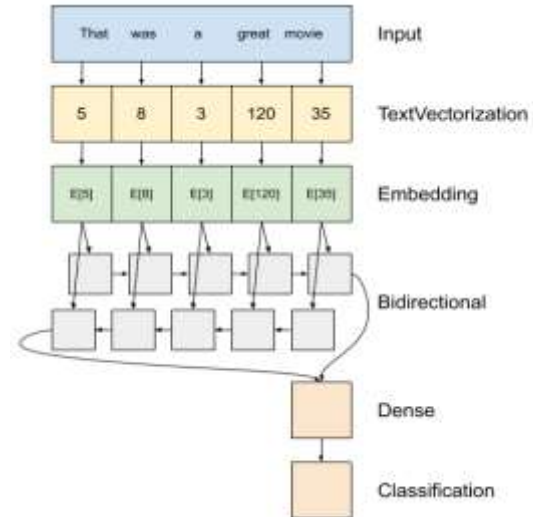 That was a great movie Input
5 8 3 120 35 TextVectorization
E[5] E[8] E[3] E[120] E[35] Embedding
Bidirectional
Dense
Classification